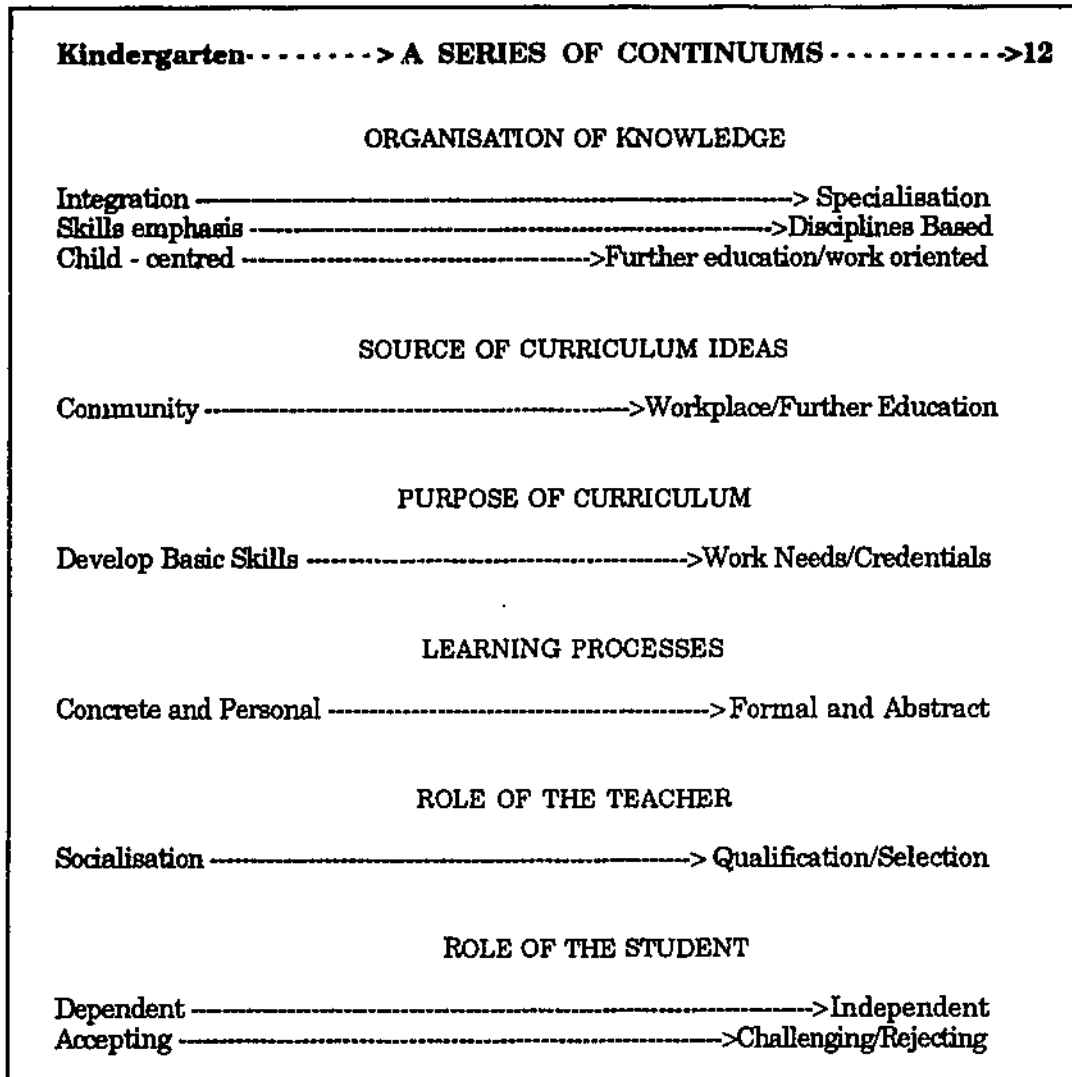 Kindergarten--------> A SERIES OF CONTINUUMS ----------->12
ORGANISATION OF KNOWLEDGE
Integration ----------------------------------------> Specialisation
Skills emphasis ------------------------------------>Disciplines Based
Child - centred ------------------------>Further education/work oriented
SOURCE OF CURRICULUM IDEAS
Community ----------------------------->Workplace/Further Education
PURPOSE OF CURRICULUM
Develop Basic Skills -------------------------->Work Needs/Credentials
LEARNING PROCESSES
Concrete and Personal --------------------------> Formal and Abstract
ROLE OF THE TEACHER
Socialisation --------------------------------> Qualification/Selection
ROLE OF THE STUDENT
Dependent ------------------------------------------>Independent
Accepting ------------------------------------->Challenging/Rejecting